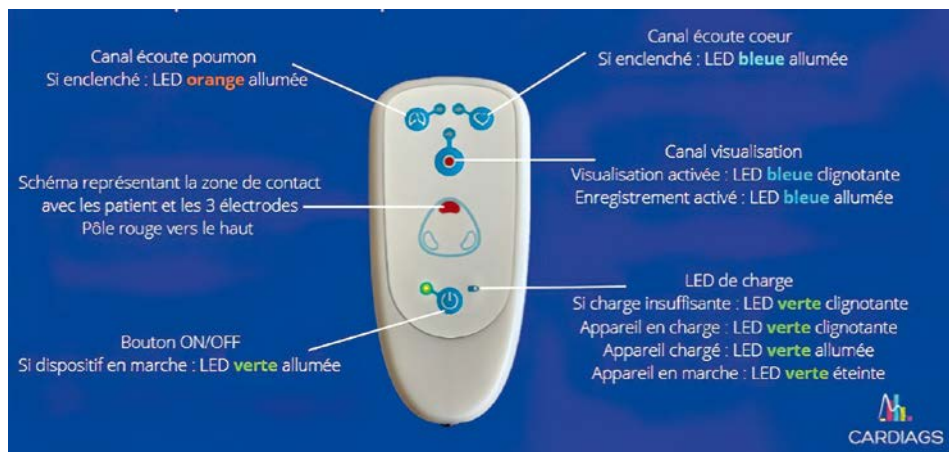 Canal écoute poumon
Si enclenché : LED orange allumée
Canal écoute coeur
Si enclenché : LED bleue allumée
Canal visualisation
Visualisation activée : LED bleue clignotante
Enregistrement activé : LED bleue allumée
Schéma représentant la zone de contact
avec les patient et les 3 électrodes
Pôle rouge vers le haut
LED de charge
Si charge insuffisante : LED verte clignotante
Appareil en charge : LED verte clignotante
Appareil chargé : LED verte allumée
Appareil en marche : LED verte éteinte
Bouton ON/OFF
Si dispositif en marche : LED verte allumée
CARDIAGS